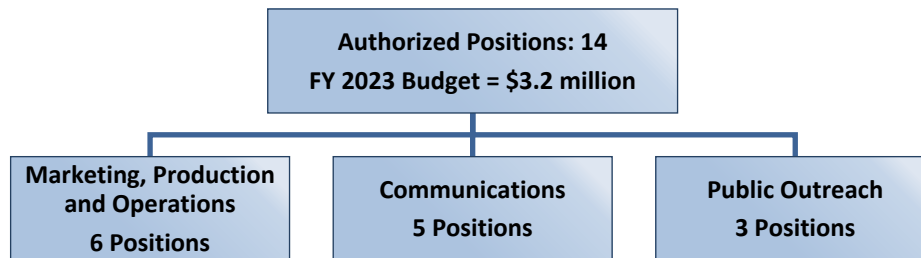 Authorized Positions: 14
FY 2023 Budget = $3.2 million
Marketing, Production
and Operations
6 Positions
Communications
5 Positions
Public Outreach
3 Positions